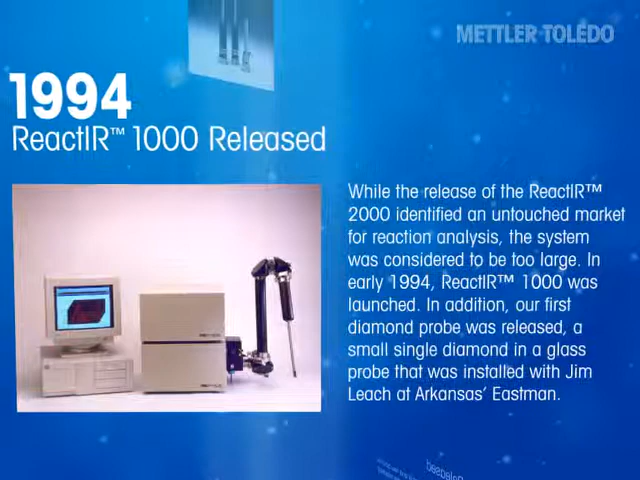 METTLER TOLEDO
1994
ReactIR™ 1000 Released
While the release of the ReactIR™
2000 identified an untouched market
for reaction analysis, the system
was considered to be too large. In
early 1994, ReactIR™ 1000 was
launched. In addition, our first
diamond probe was released, a
small single diamond in a glass
probe that was installed with Jim
Leach at Arkansas’ Eastman.